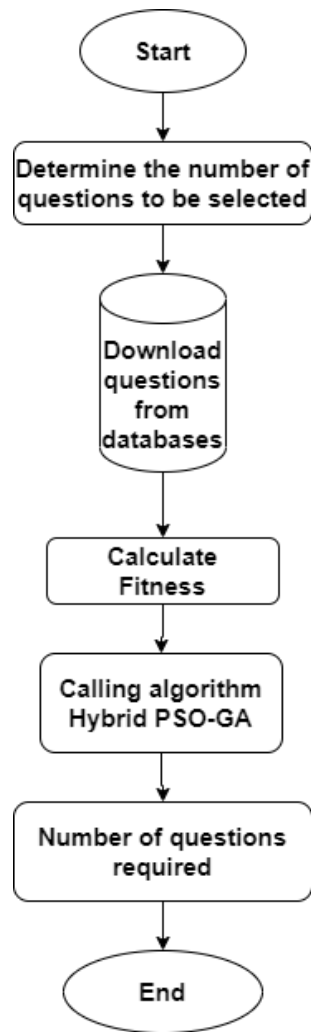 Start
Determine the number of
questions to be selected
Download
questions
from
databases
Calculate
Fitness
Calling algorithm
Hybrid PSO-GA
Number of questions
required
End